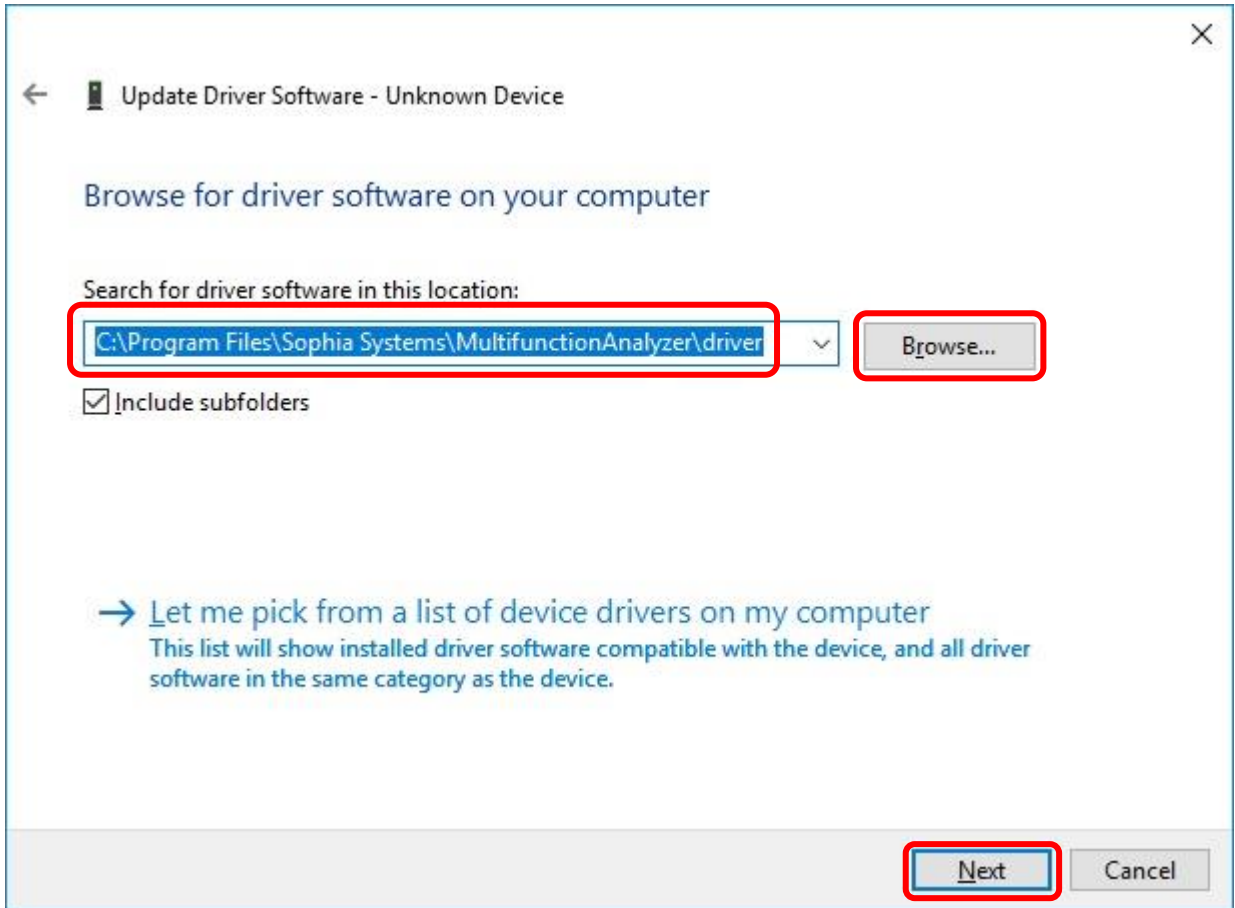 Update Driver Software - Unknown Device
Browse for driver software on your computer
Search for driver software in this location:
C:\Program Files\Sophia Systems\MultifunctionAnalyzer\driver
Browse...
Include subfolders
Let me pick from a list of device drivers on my computer
This list will show installed driver software compatible with the device, and all driver
software in the same category as the device.
Next
Cancel